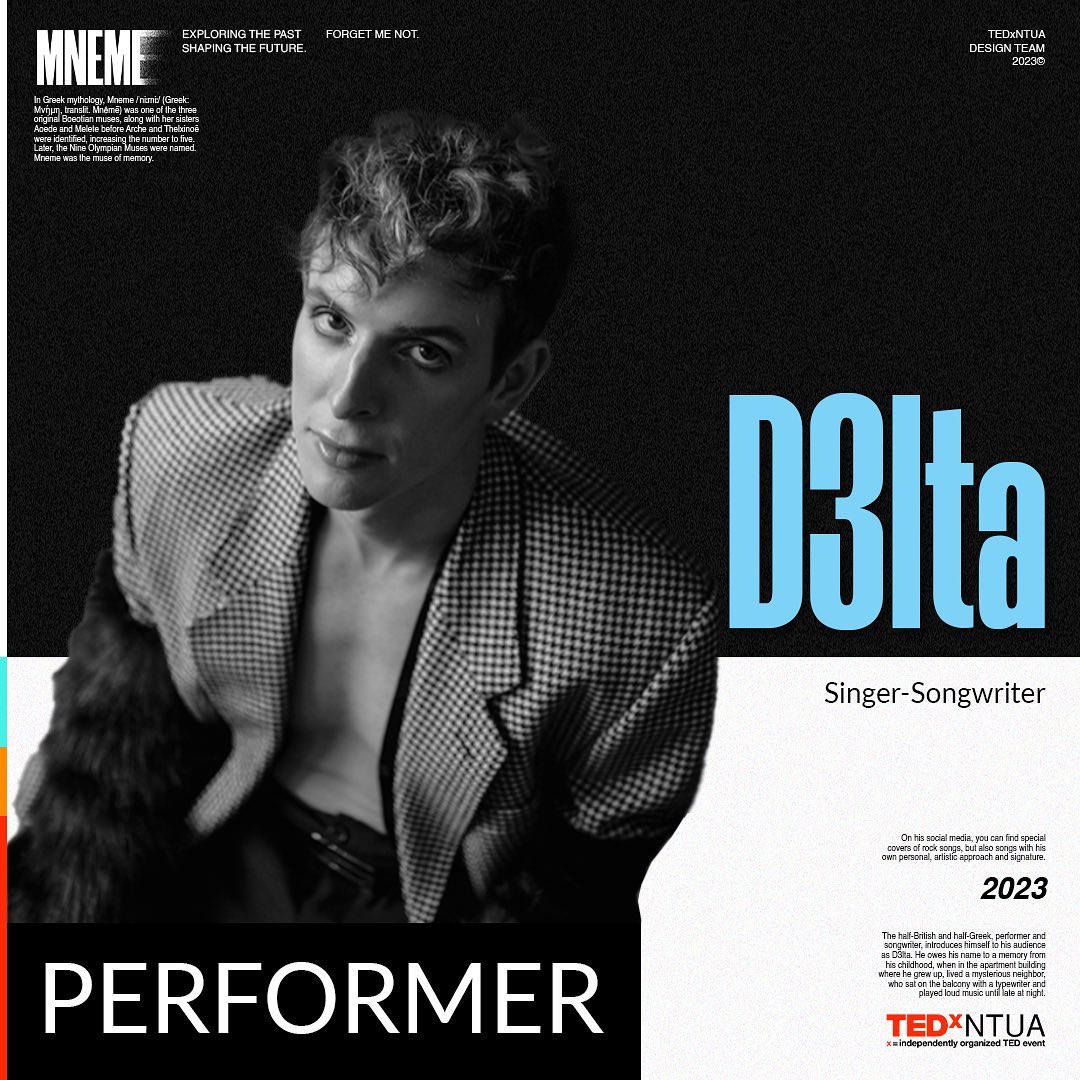 MNEME
EXPLORING THE PAST
SHAPING THE FUTURE.
FORGET ME NOT.
TEDxNTUA
DESIGN TEAM
2023©
In Greek mythology, Mneme /ˈniːmiː/ (Greek:
Μνήμη, translit. Mnḗmē) was one of the three
original Boeotian muses, along with her sisters
Aoede and Melete before Arche and Thelxinoë
were identified, increasing the number to five.
Later, the Nine Olympian Muses were named.
Mneme was the muse of memory.
D3lta
Singer-Songwriter
On his social media, you can find special
covers of rock songs, but also songs with his
own personal, artistic approach and signature.
2023
The half-British and half-Greek, performer and
songwriter, introduces himself to his audience
as D3lta. He owes his name to a memory from
his childhood, when in the apartment building
where he grew up, lived a mysterious neighbor,
who sat on the balcony with a typewriter and
played loud music until late at night.
PERFORMER
TEDxNTUA
x = independently organized TED event